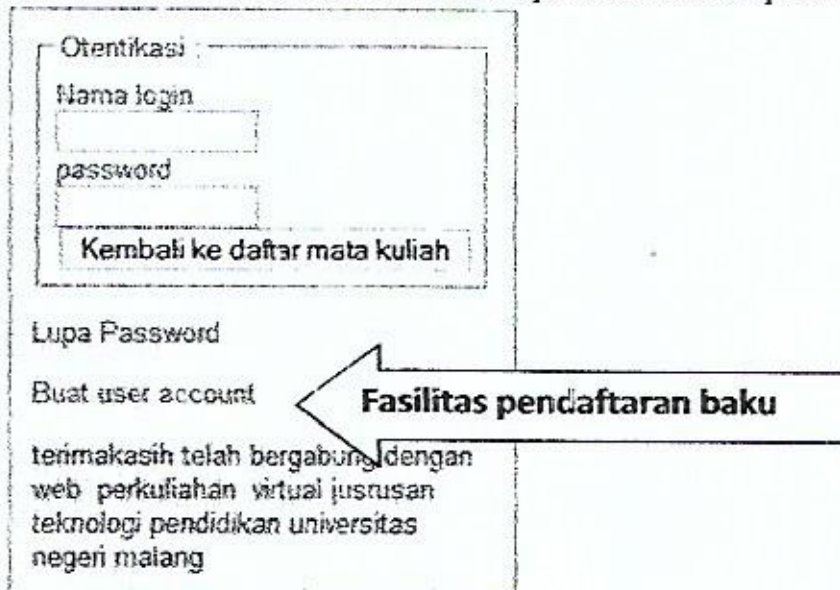 Otentikasi :
Nama login
password
Kembali ke daftar mata kuliah
Lupa Password
Buat user account
Fasilitas pendaftaran baku
terimakasih telah bergabung dengan
web perkuliahan virtual jusrusan
teknologi pendidikan universitas
negeri malang